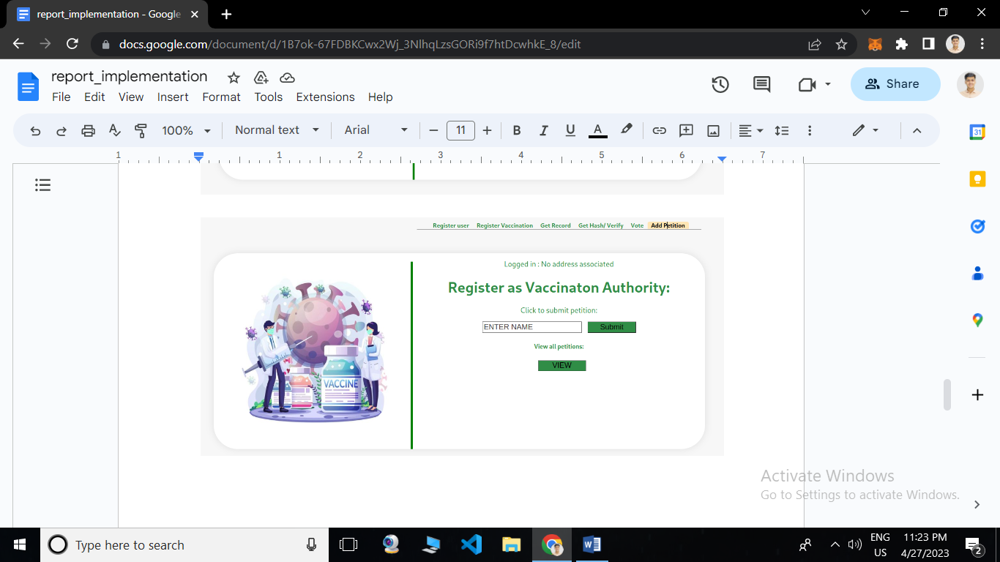 report_implementation - Google
docs.google.com/document/d/1B7ok-67FDBKCwx2Wj_3NlhqLzsGORi9f7htDcwhkE_8/edit
report_implementation
File Edit View Insert Format Tools Extensions Help
Share
100% Normal text Arial 11 B I U A
1 1 2 3 4 5 6 7
31
Register user Register Vaccination Get Record Get Hash/ Verify Vote Add Petition
Logged in : No address associated
Register as Vaccinaton Authority:
Click to submit petition:
ENTER NAME Submit
View all petitions:
VIEW
VACCINE
Activate Windows
Go to Settings to activate Windows.
Type here to search
ENG
US
11:23 PM
4/27/2023
2